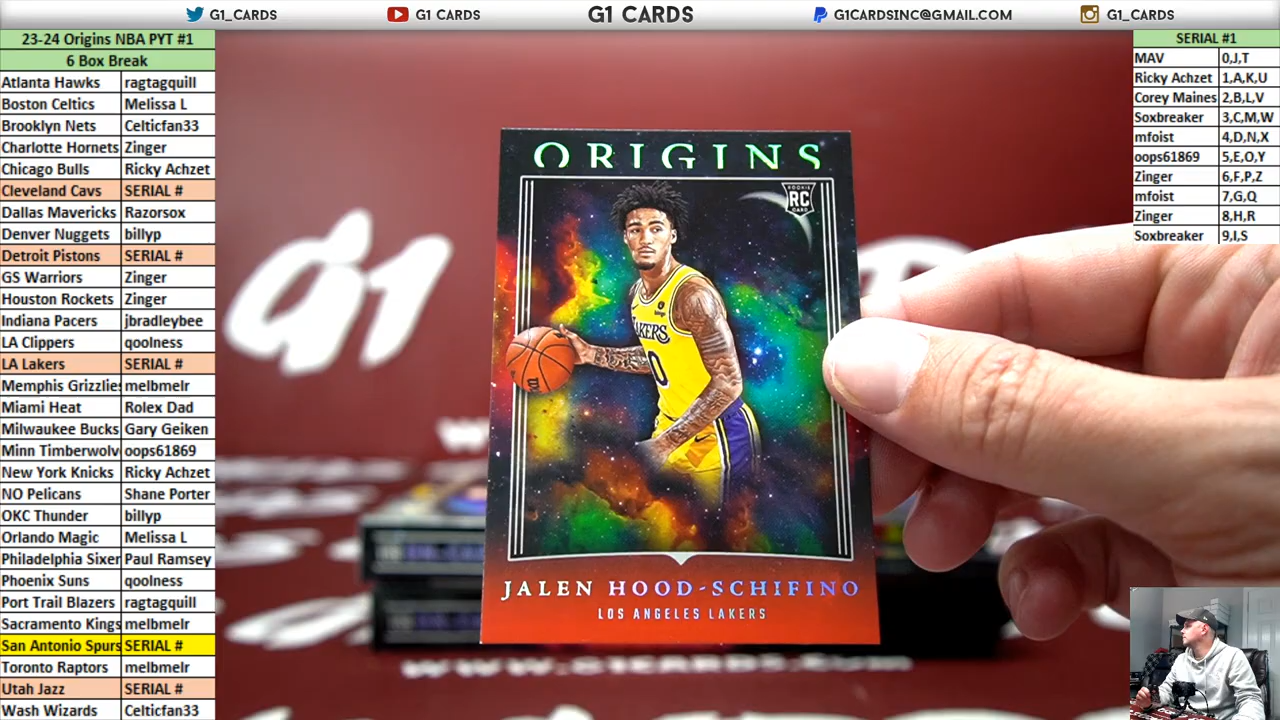 G1_CARDS
G1 CARDS
G1 CARDS
G1CARDSINC@GMAIL.COM
G1_CARDS
23-24 Origins NBA PYT #1
6 Box Break
Atlanta Hawks ragtagquill
Boston Celtics Melissa L
Brooklyn Nets Celticfan33
Charlotte Hornets Zinger
Chicago Bulls Ricky Achzet
Cleveland Cavs SERIAL #
Dallas Mavericks Razorsox
Denver Nuggets billyp
Detroit Pistons SERIAL #
GS Warriors Zinger
Houston Rockets Zinger
Indiana Pacers jbradleybee
LA Clippers qoolness
LA Lakers SERIAL #
Memphis Grizzlies melbmelr
Miami Heat Rolex Dad
Milwaukee Bucks Gary Geiken
Minn Timberwolv oops61869
New York Knicks Ricky Achzet
NO Pelicans Shane Porter
OKC Thunder billyp
Orlando Magic Melissa L
Philadelphia Sixer Paul Ramsey
Phoenix Suns qoolness
Port Trail Blazers ragtagquill
Sacramento Kings melbmelr
San Antonio Spurs SERIAL #
Toronto Raptors melbmelr
Utah Jazz SERIAL #
Wash Wizards Celticfan33
SERIAL #1
MAV 0,J,T
Ricky Achzet 1,A,K,U
Corey Maines 2,B,L,V
Soxbreaker 3,C,M,W
mfoist 4,D,N,X
oops61869 5,E,O,Y
Zinger 6,F,P,Z
mfoist 7,G,Q
Zinger 8,H,R
Soxbreaker 9,I,S
G1
ORIGINS
ROOKIE
RC
CARD
LAKERS
0
JALEN HOOD-SCHIFINO
LOS ANGELES LAKERS